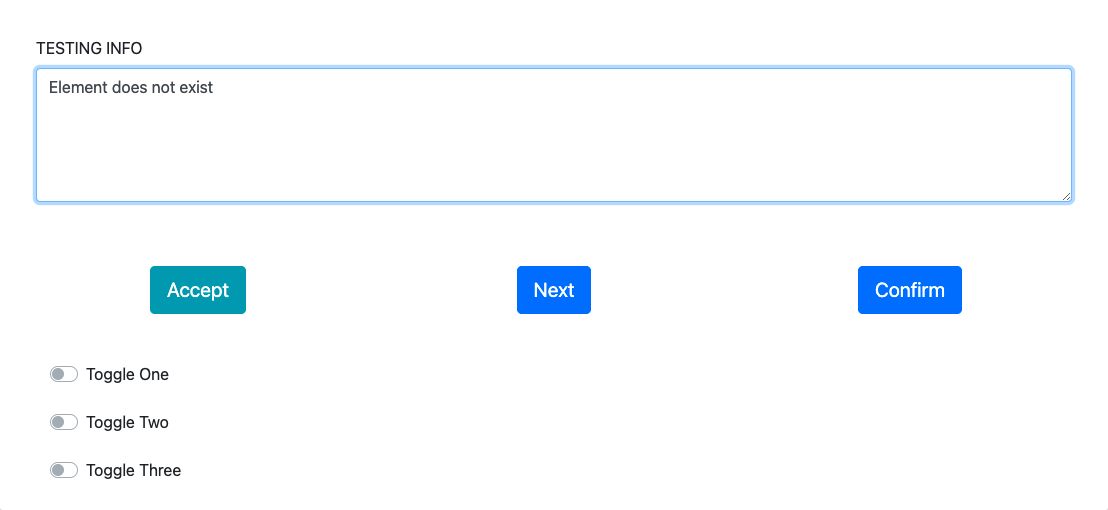 TESTING INFO
Element does not exist
Accept Next Confirm
Toggle One
Toggle Two
Toggle Three